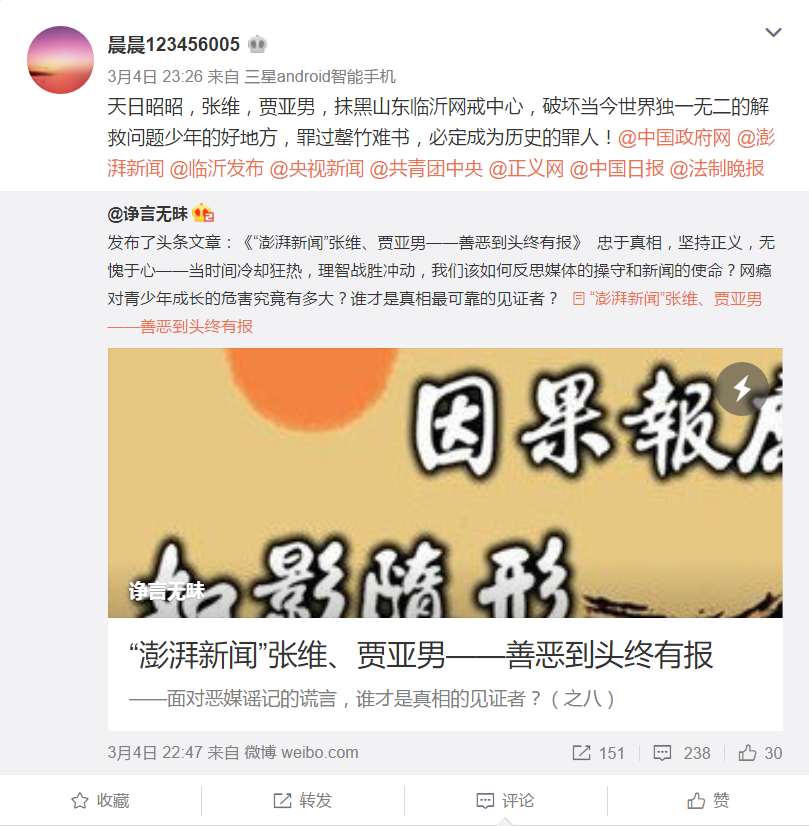 晨晨123456005
3月4日 23:26 来自 三星android智能手机
天日昭昭，张维，贾亚男，抹黑山东临沂网戒中心，破坏当今世界独一无二的解
救问题少年的好地方，罪过罄竹难书，必定成为历史的罪人！@中国政府网 @澎
湃新闻 @临沂发布 @央视新闻 @共青团中央 @正义网 @中国日报 @法制晚报
@诤言无昧
发布了头条文章：《“澎湃新闻”张维、贾亚男——善恶到头终有报》 忠于真相，坚持正义，无
愧于心——当时间冷却狂热，理智战胜冲动，我们该如何反思媒体的操守和新闻的使命？网瘾
对青少年成长的危害究竟有多大？谁才是真相最可靠的见证者？ “澎湃新闻”张维、贾亚男
——善恶到头终有报
因果報應
如影隨形
诤言无昧
“澎湃新闻”张维、贾亚男——善恶到头终有报
——面对恶媒谣记的谎言，谁才是真相的见证者？（之八）
3月4日 22:47 来自 微博 weibo.com 151 238 30
收藏 转发 评论 赞